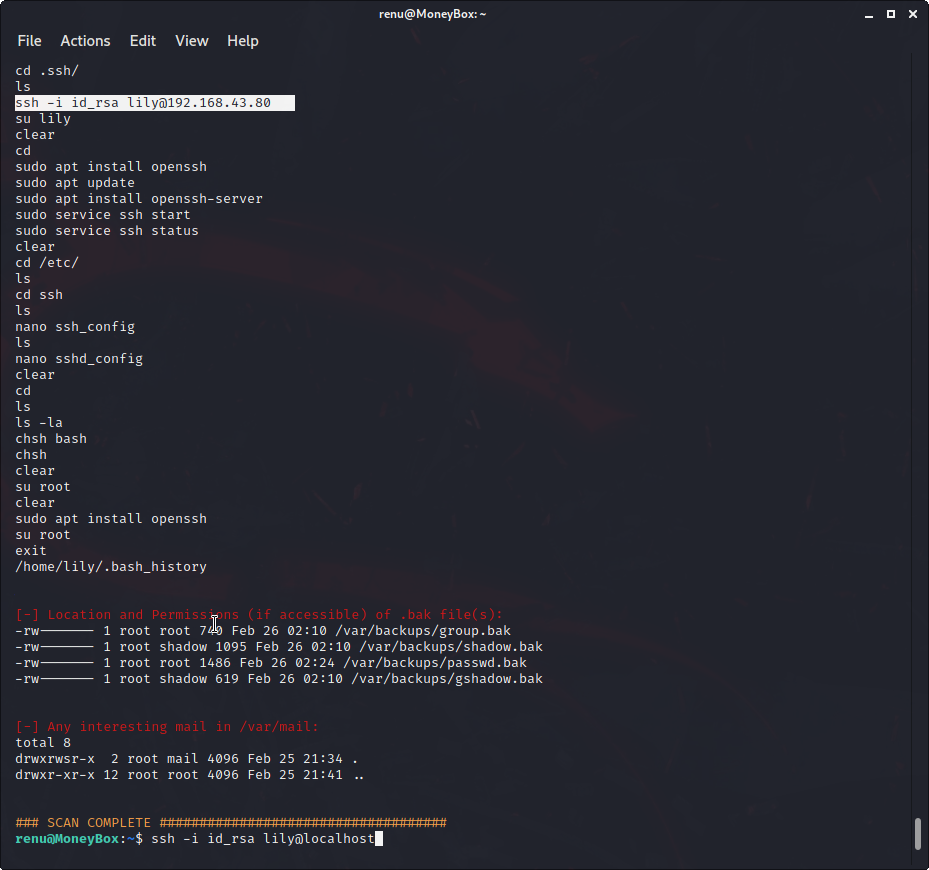 renu@MoneyBox: ~
File Actions Edit View Help
cd .ssh/
ls
ssh -i id_rsa lily@192.168.43.80
su lily
clear
cd
sudo apt install openssh
sudo apt update
sudo apt install openssh-server
sudo service ssh start
sudo service ssh status
clear
cd /etc/
ls
cd ssh
ls
nano ssh_config
ls
nano sshd_config
clear
cd
ls
ls -la
chsh bash
chsh
clear
su root
clear
sudo apt install openssh
su root
exit
/home/lily/.bash_history
[-] Location and Permissions (if accessible) of .bak file(s):
-rw------- 1 root root 740 Feb 26 02:10 /var/backups/group.bak
-rw------- 1 root shadow 1095 Feb 26 02:10 /var/backups/shadow.bak
-rw------- 1 root root 1486 Feb 26 02:24 /var/backups/passwd.bak
-rw------- 1 root shadow 619 Feb 26 02:10 /var/backups/gshadow.bak
[-] Any interesting mail in /var/mail:
total 8
drwxrwsr-x  2 root mail 4096 Feb 25 21:34 .
drwxr-xr-x 12 root root 4096 Feb 25 21:41 ..
### SCAN COMPLETE ####################################
renu@MoneyBox:~$ ssh -i id_rsa lily@localhost